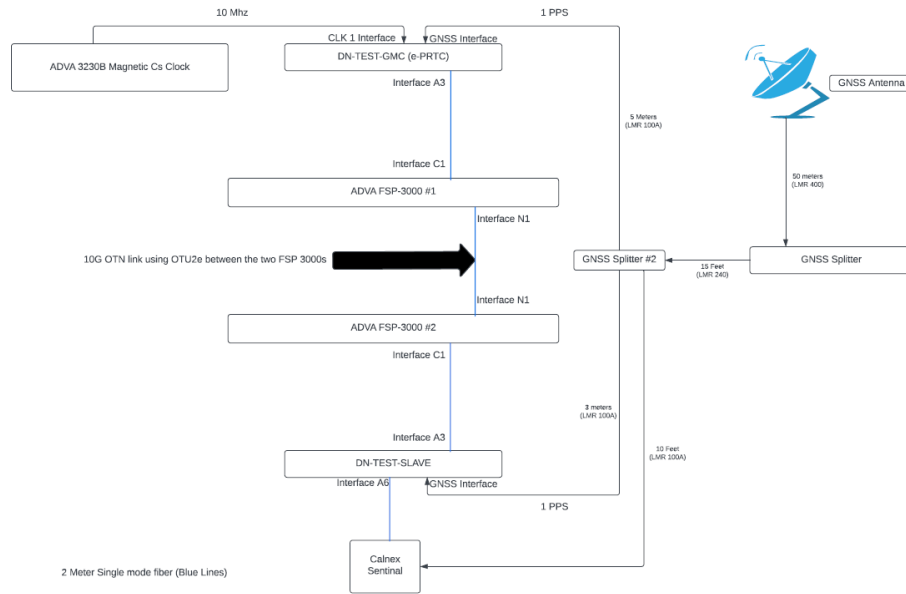 10 Mhz
1 PPS
CLK 1 Interface
GNSS Interface
ADVA 3230B Magnetic Cs Clock
DN-TEST-GMC (e-PRTC)
GNSS Antenna
Interface A3
5 Meters
(LMR 100A)
Interface C1
50 meters
(LMR 400)
ADVA FSP-3000 #1
Interface N1
10G OTN link using OTU2e between the two FSP 3000s
GNSS Splitter #2
15 Feet
(LMR 240)
GNSS Splitter
Interface N1
ADVA FSP-3000 #2
Interface C1
3 meters
(LMR 100A)
Interface A3
10 Feet
(LMR 100A)
DN-TEST-SLAVE
Interface A6
GNSS Interface
1 PPS
Calnex
Sentinal
2 Meter Single mode fiber (Blue Lines)